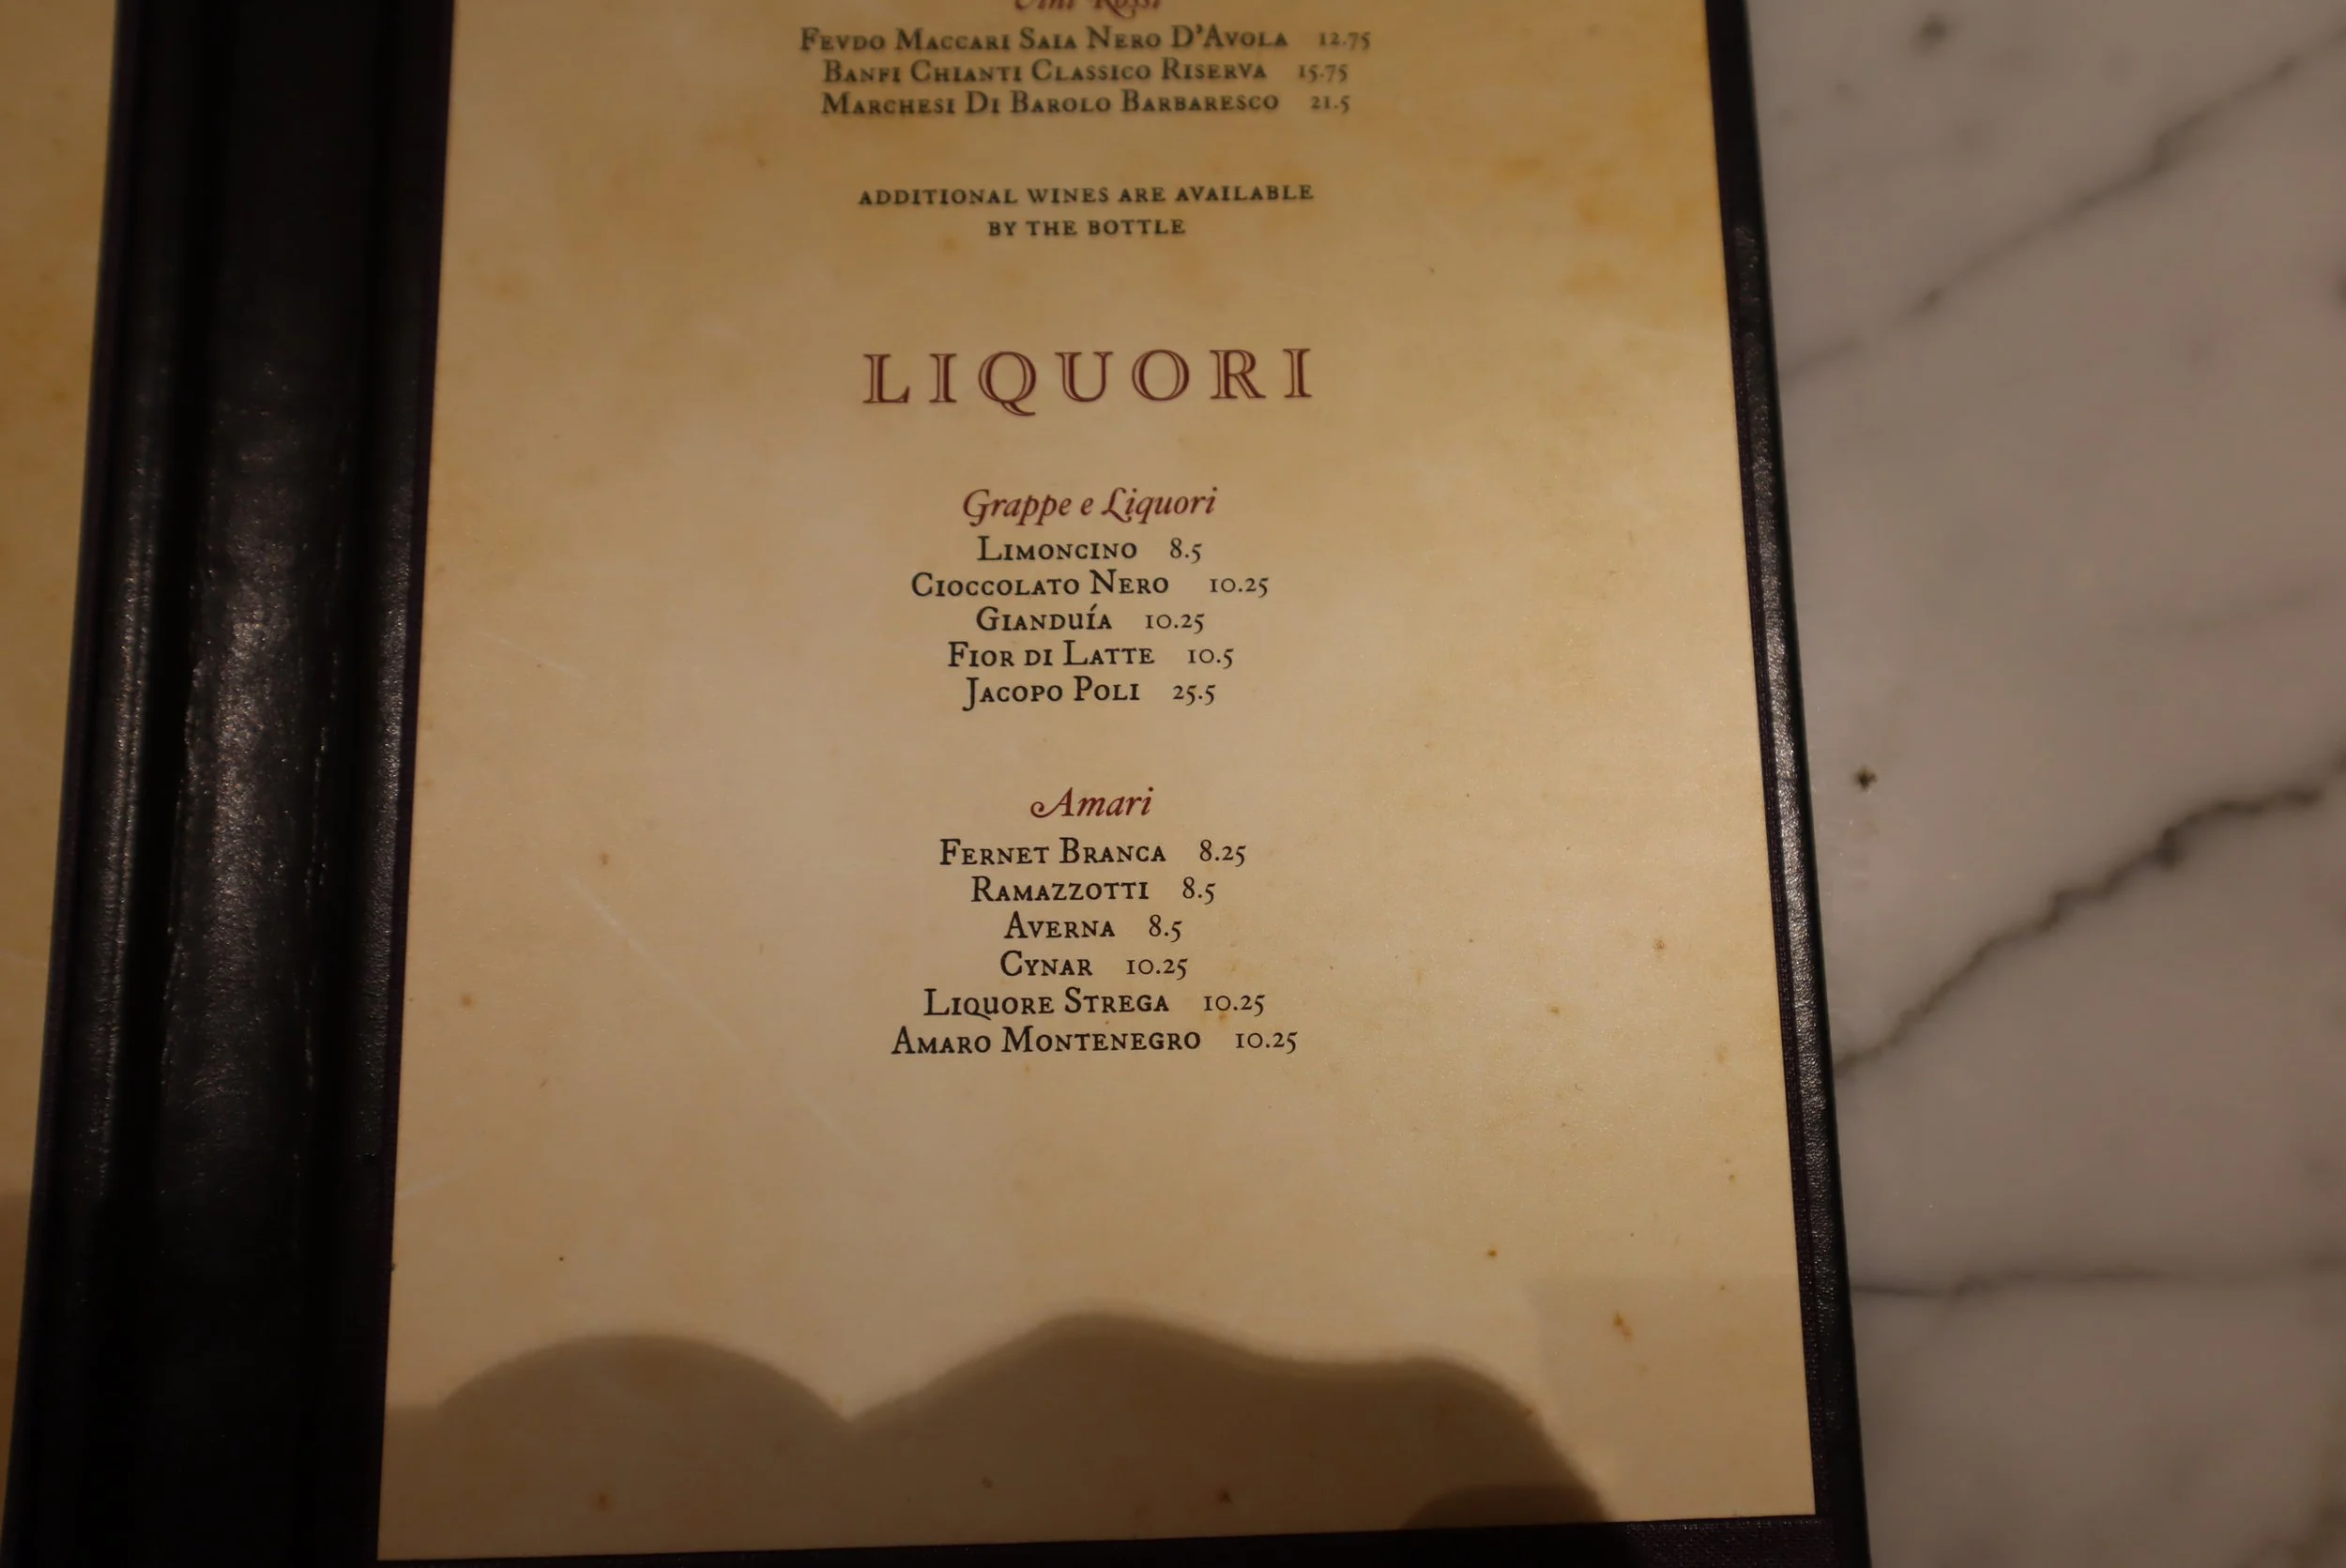 Vini Rossi
Fevdo Maccari Saia Nero D'Avola 12.75
Banfi Chianti Classico Riserva 15.75
Marchesi Di Barolo Barbaresco 21.5
ADDITIONAL WINES ARE AVAILABLE
BY THE BOTTLE
LIQUORI
Grappe e Liquori
Limoncino 8.5
Cioccolato Nero 10.25
Gianduía 10.25
Fior di Latte 10.5
Jacopo Poli 25.5
Amari
Fernet Branca 8.25
Ramazzotti 8.5
Averna 8.5
Cynar 10.25
Liquore Strega 10.25
Amaro Montenegro 10.25